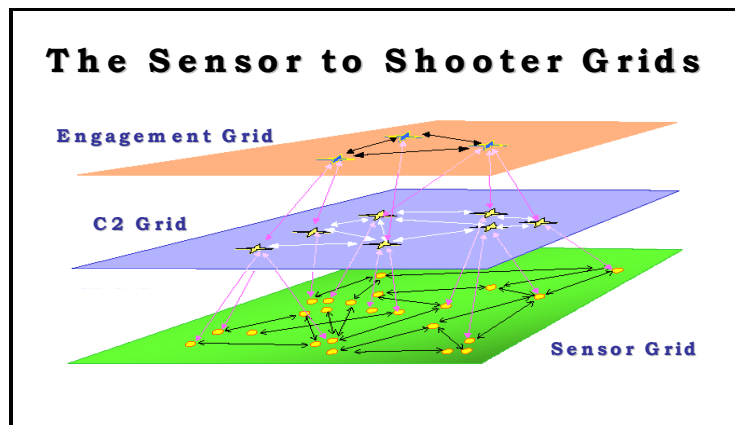 The Sensor to Shooter Grids
Engagement Grid
C2 Grid
Sensor Grid